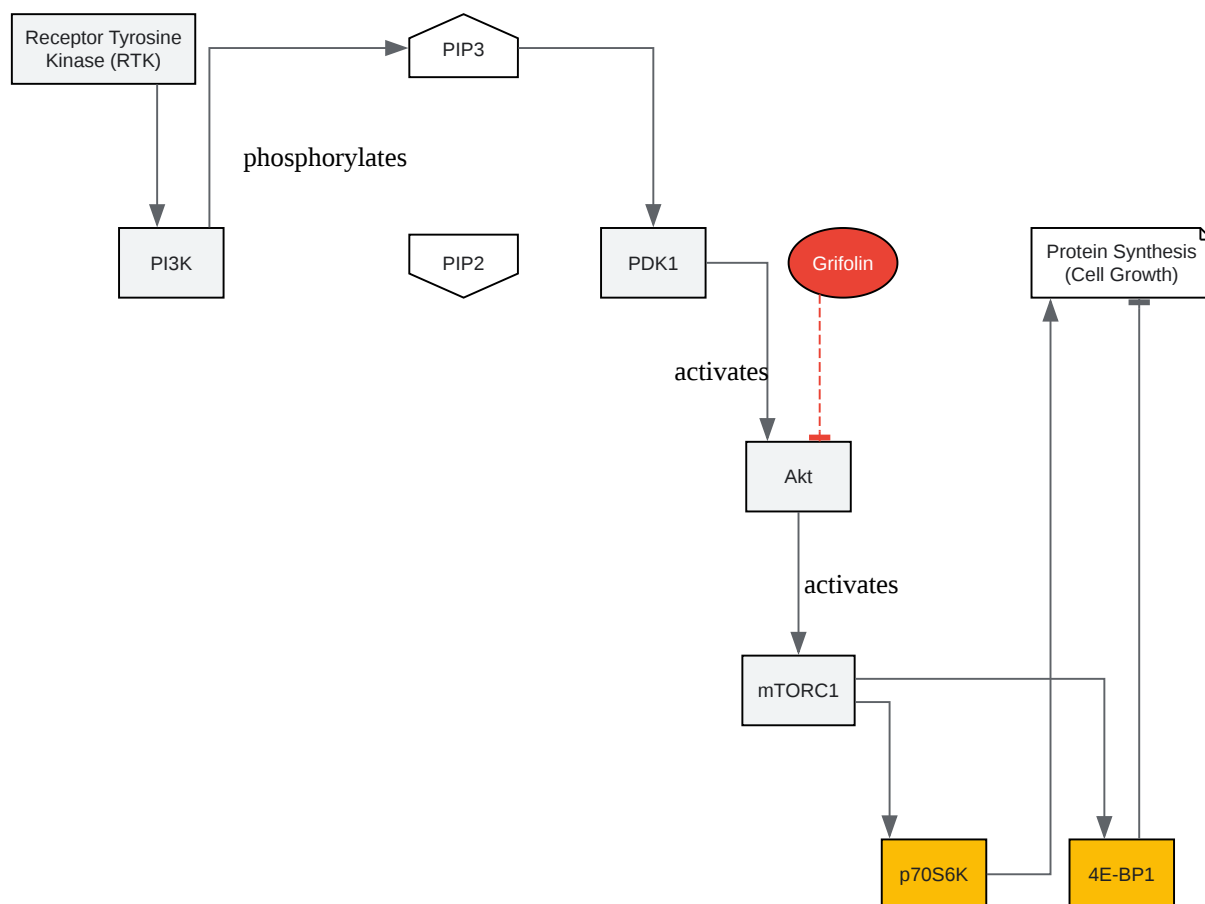 Receptor Tyrosine
Kinase (RTK)
PIP3
phosphorylates
PI3K
PIP2
PDK1
Grifolin
Protein Synthesis
(Cell Growth)
activates
Akt
activates
mTORC1
p70S6K
4E-BP1